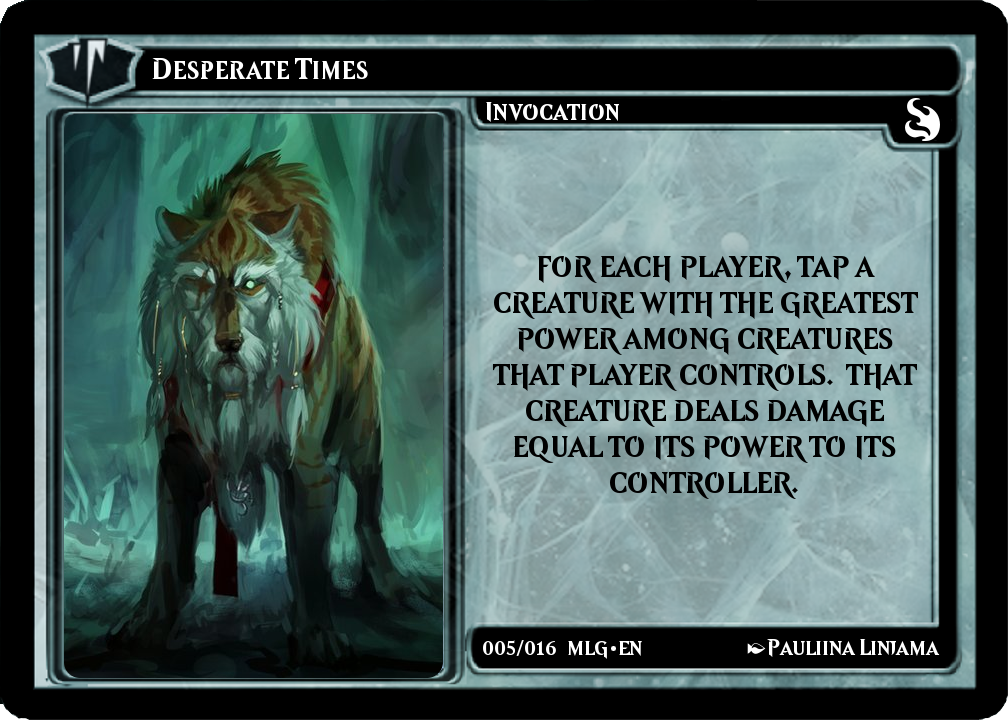 Desperate Times
Invocation
FOR EACH PLAYER, TAP A
CREATURE WITH THE GREATEST
POWER AMONG CREATURES
THAT PLAYER CONTROLS. THAT
CREATURE DEALS DAMAGE
EQUAL TO ITS POWER TO ITS
CONTROLLER.
005/016 MLG•EN
Pauliina Linjama